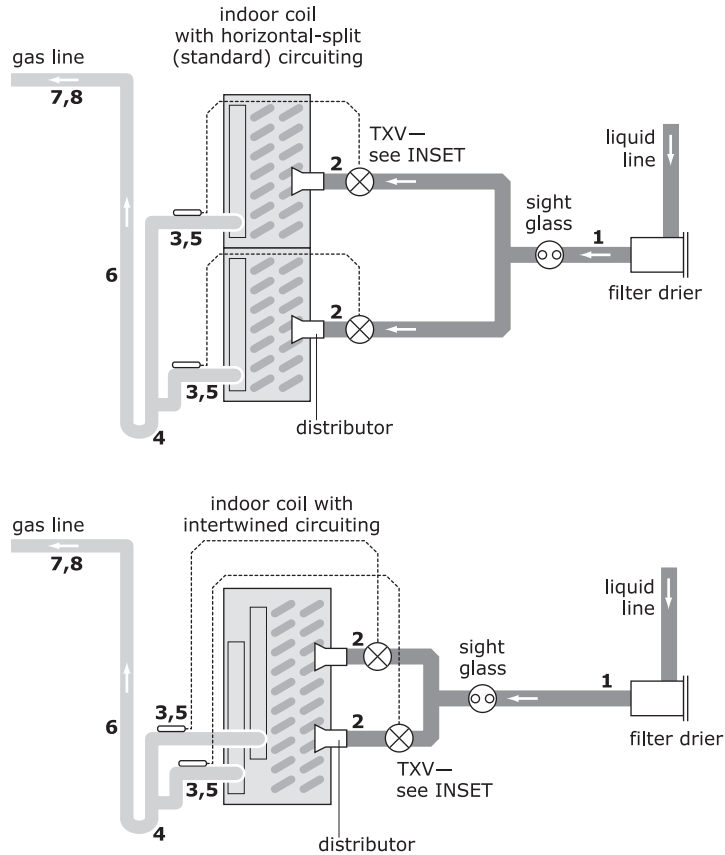 indoor coil
with horizontal-split
(standard) circuiting
gas line
7,8
TXV—
see INSET
liquid
line
2
sight
glass
1
3,5
6
filter drier
2
3,5
4
distributor
indoor coil with
intertwined circuiting
gas line
7,8
liquid
line
2
sight
glass
1
3,5
6
2
filter drier
TXV—
see INSET
3,5
4
distributor